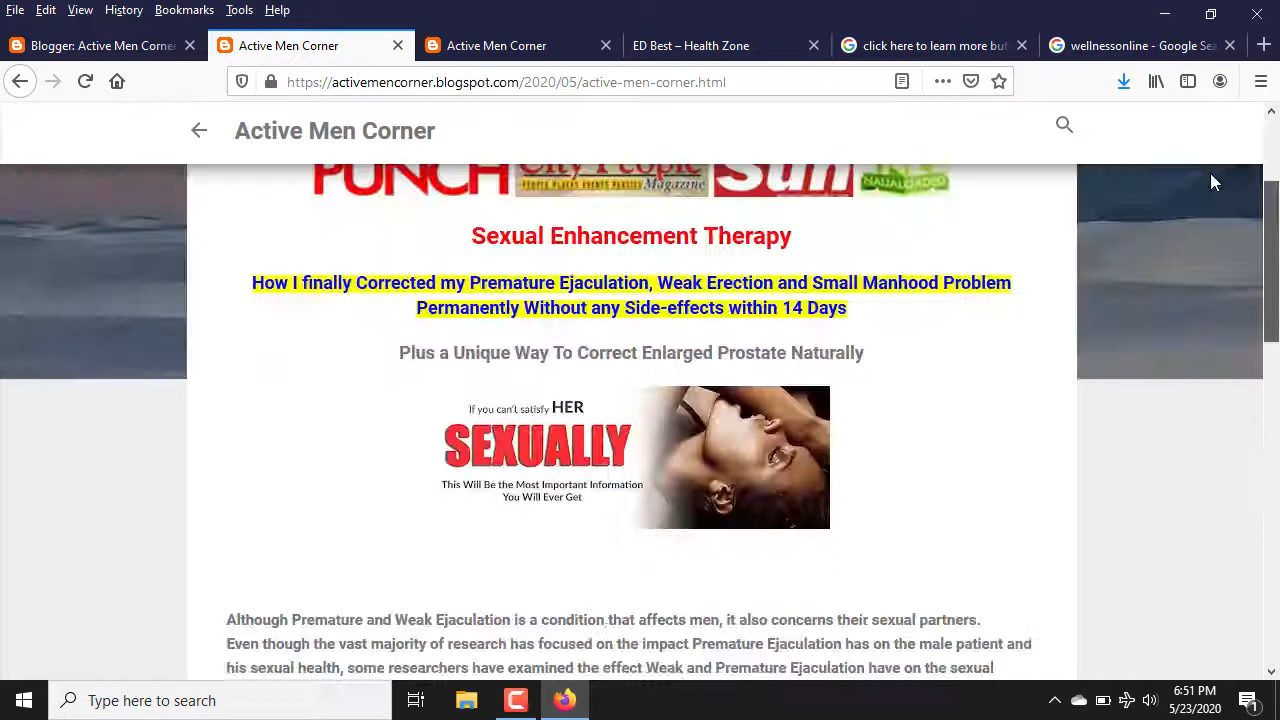 File Edit View History Bookmarks Tools Help
Blogger: Active Men Corner
Active Men Corner
Active Men Corner
ED Best – Health Zone
click here to learn more but
wellnessonline - Google Sea
https://activemencorner.blogspot.com/2020/05/active-men-corner.html
Active Men Corner
PUNCH City People Sun
PEOPLE PLACES EVENTS PARTIES Magazine NAIJALOADED
Sexual Enhancement Therapy
How I finally Corrected my Premature Ejaculation, Weak Erection and Small Manhood Problem
Permanently Without any Side-effects within 14 Days
Plus a Unique Way To Correct Enlarged Prostate Naturally
If you can't satisfy HER
SEXUALLY
This Will Be the Most Important Information
You Will Ever Get
Although Premature and Weak Ejaculation is a condition that affects men, it also concerns their sexual partners.
Even though the vast majority of research has focused on the impact Premature Ejaculation has on the male patient and
his sexual health, some researchers have examined the effect Weak and Premature Ejaculation have on the sexual
Type here to search
6:51 PM
5/23/2020
1